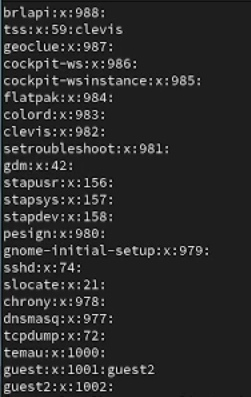 brlapi:x:988:
tss:x:59:clevis
geoclue:x:987:
cockpit-ws:x:986:
cockpit-wsinstance:x:985:
flatpak:x:984:
colord:x:983:
clevis:x:982:
setroubleshoot:x:981:
gdm:x:42:
stapusr:x:156:
stapsys:x:157:
stapdev:x:158:
pesign:x:980:
gnome-initial-setup:x:979:
sshd:x:74:
slocate:x:21:
chrony:x:978:
dnsmasq:x:977:
tcpdump:x:72:
temau:x:1000:
guest:x:1001:guest2
guest2:x:1002: